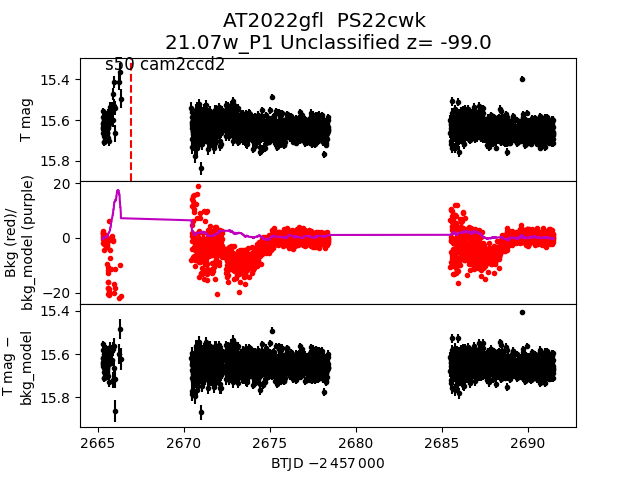 AT2022gfl  PS22cwk
21.07w_P1 Unclassified z= -99.0
s50 cam2ccd2
15.4
15.6
15.8
T mag
20
0
−20
Bkg (red)/
bkg_model (purple)
15.4
15.6
15.8
T mag −
bkg_model
2665
2670
2675
2680
2685
2690
BTJD −2 457 000